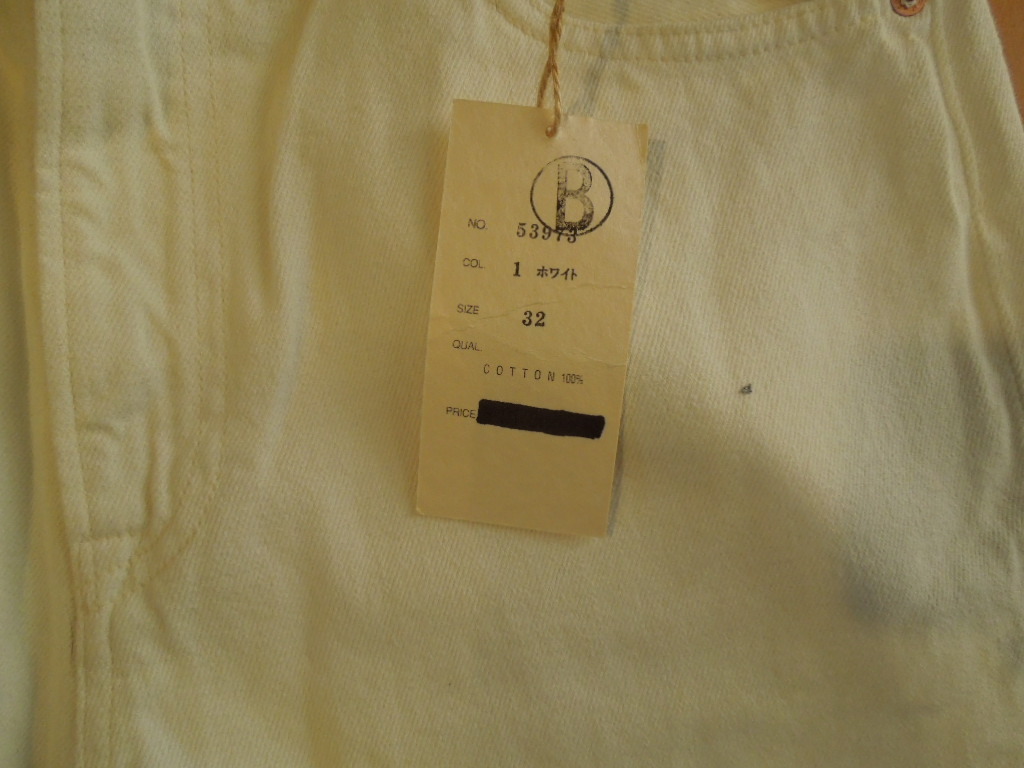 B
NO. 53973
COL. 1 ホワイト
SIZE 32
QUAL.
COTTON 100%
PRICE